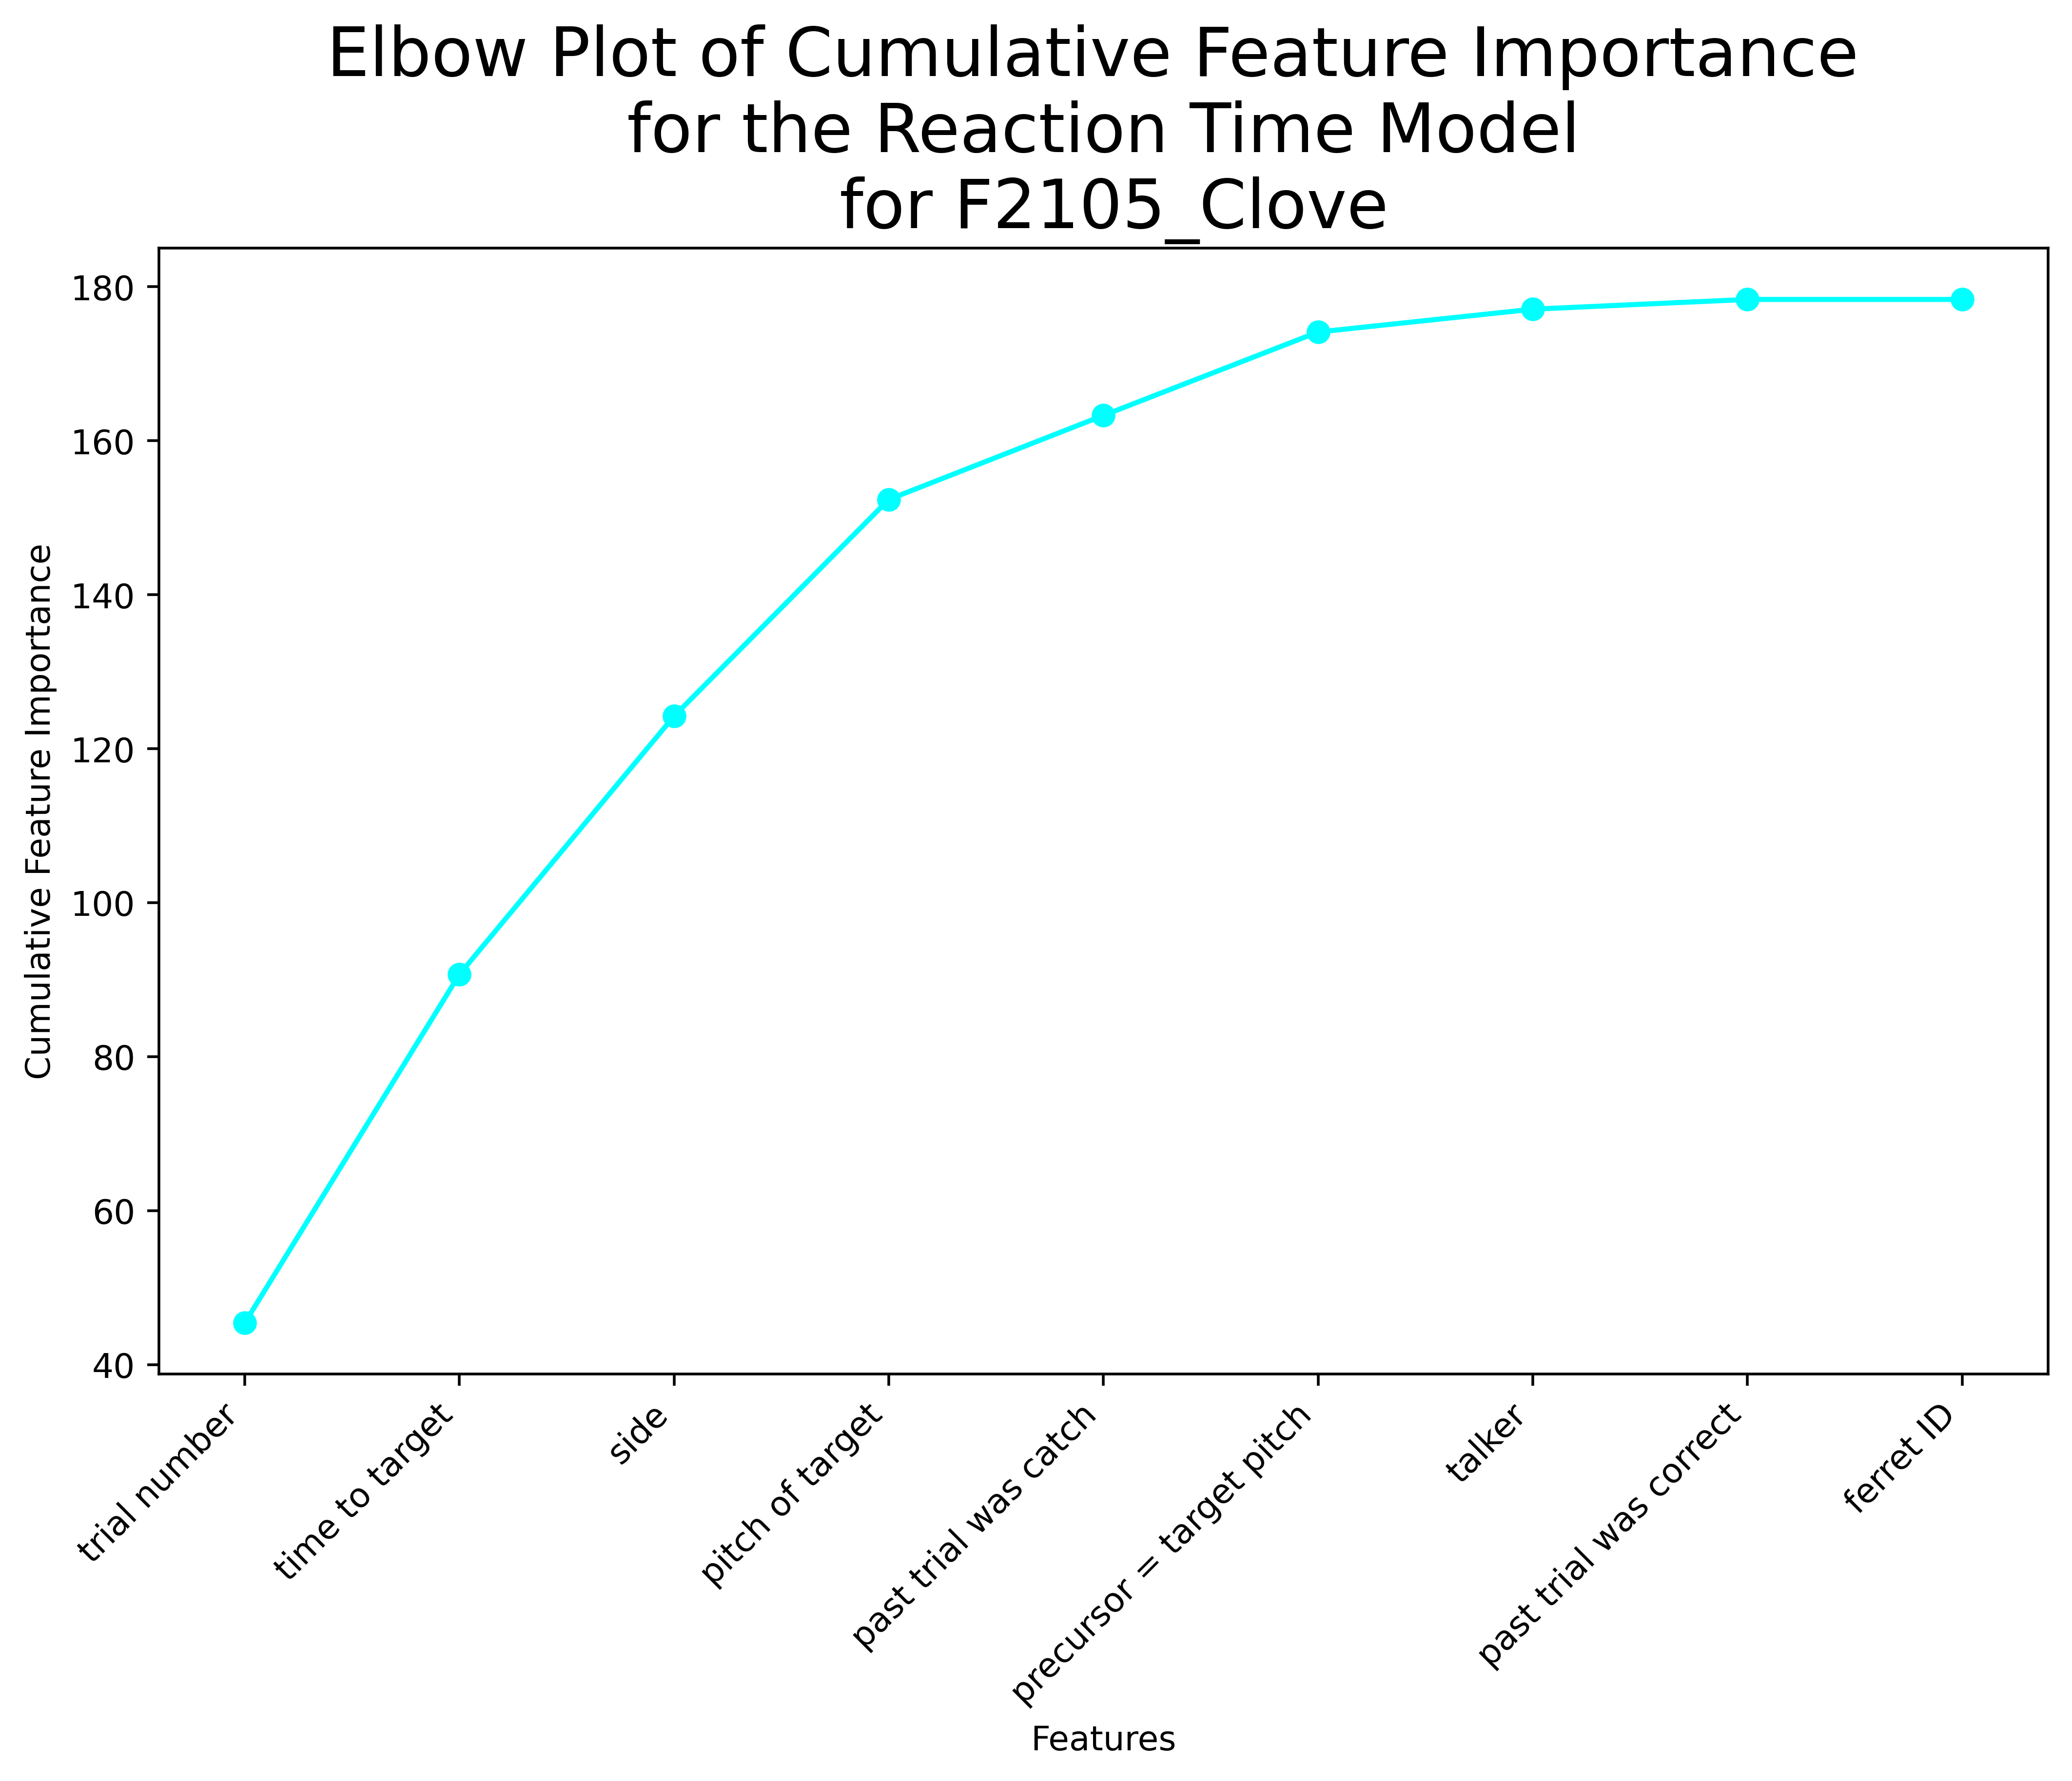 Elbow Plot of Cumulative Feature Importance
for the Reaction Time Model
for F2105_Clove
Cumulative Feature Importance
180
160
140
120
100
80
60
40
trial number
time to target
side
pitch of target
past trial was catch
precursor = target pitch
talker
past trial was correct
ferret ID
Features